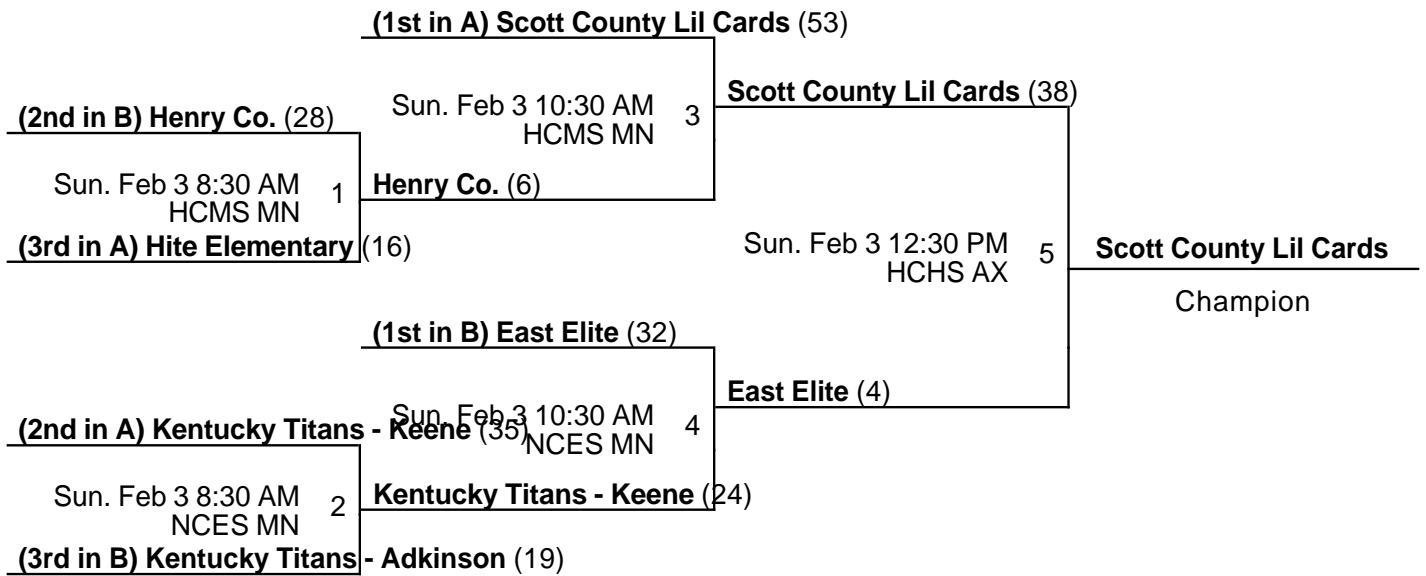 (1st in A) Scott County Lil Cards (53)
Sun. Feb 3 10:30 AM
HCMS MN
3
Scott County Lil Cards (38)
(2nd in B) Henry Co. (28)
Sun. Feb 3 8:30 AM
HCMS MN
1
Henry Co. (6)
(3rd in A) Hite Elementary (16)
Sun. Feb 3 12:30 PM
HCHS AX
5
Scott County Lil Cards
Champion
(1st in B) East Elite (32)
Sun. Feb 3 10:30 AM
NCES MN
4
East Elite (4)
(2nd in A) Kentucky Titans - Keene (35)
Sun. Feb 3 8:30 AM
NCES MN
2
Kentucky Titans - Keene (24)
(3rd in B) Kentucky Titans - Adkinson (19)